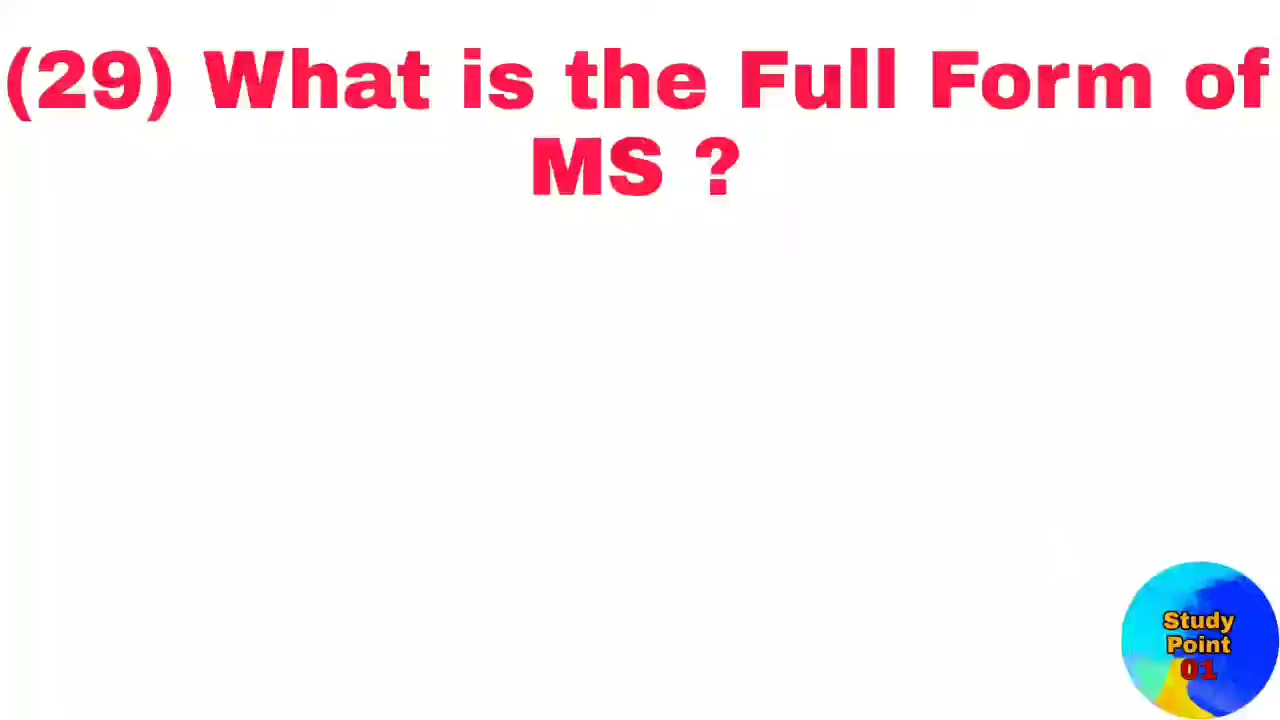 (29) What is the Full Form of
MS ?
Study
Point
01